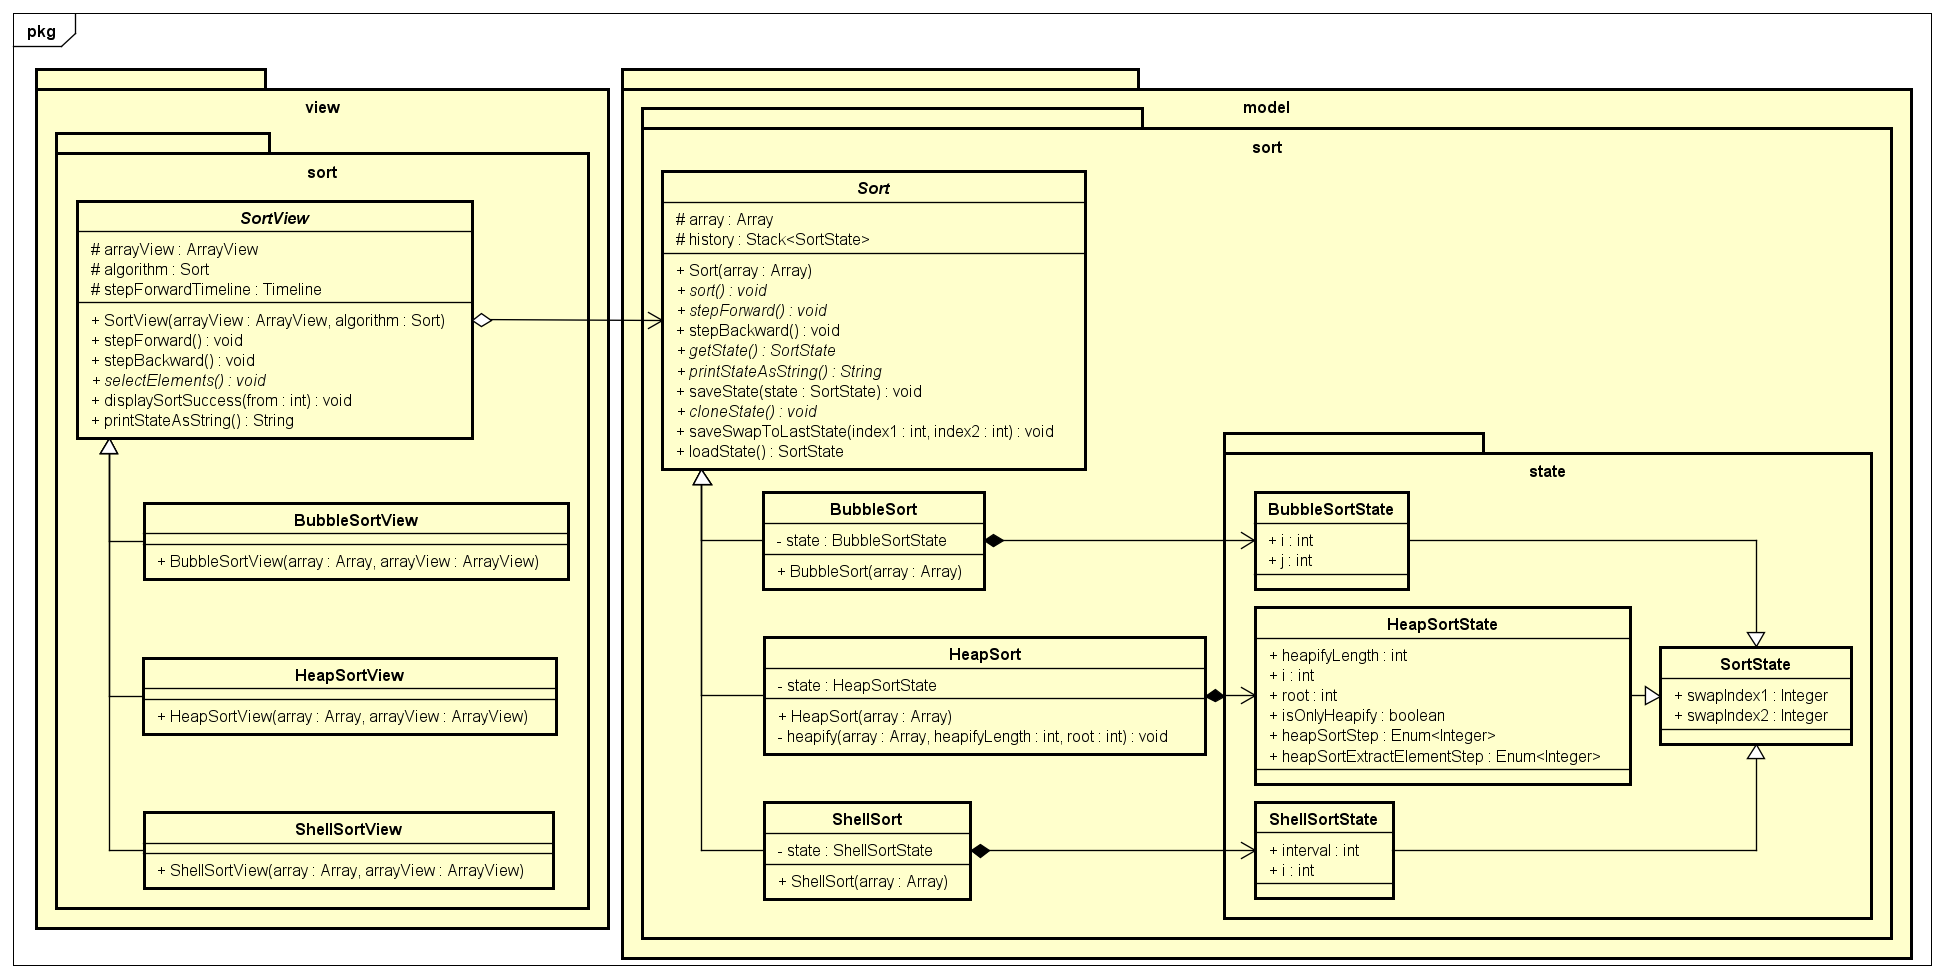 pkg
view
sort
SortView
# arrayView : ArrayView
# algorithm : Sort
# stepForwardTimeline : Timeline
+ SortView(arrayView : ArrayView, algorithm : Sort)
+ stepForward() : void
+ stepBackward() : void
+ selectElements() : void
+ displaySortSuccess(from : int) : void
+ printStateAsString() : String
BubbleSortView
+ BubbleSortView(array : Array, arrayView : ArrayView)
HeapSortView
+ HeapSortView(array : Array, arrayView : ArrayView)
ShellSortView
+ ShellSortView(array : Array, arrayView : ArrayView)
model
sort
Sort
# array : Array
# history : Stack<SortState>
+ Sort(array : Array)
+ sort() : void
+ stepForward() : void
+ stepBackward() : void
+ getState() : SortState
+ printStateAsString() : String
+ saveState(state : SortState) : void
+ cloneState() : void
+ saveSwapToLastState(index1 : int, index2 : int) : void
+ loadState() : SortState
BubbleSort
- state : BubbleSortState
+ BubbleSort(array : Array)
HeapSort
- state : HeapSortState
+ HeapSort(array : Array)
- heapify(array : Array, heapifyLength : int, root : int) : void
ShellSort
- state : ShellSortState
+ ShellSort(array : Array)
state
BubbleSortState
+ i : int
+ j : int
HeapSortState
+ heapifyLength : int
+ i : int
+ root : int
+ isOnlyHeapify : boolean
+ heapSortStep : Enum<Integer>
+ heapSortExtractElementStep : Enum<Integer>
ShellSortState
+ interval : int
+ i : int
SortState
+ swapIndex1 : Integer
+ swapIndex2 : Integer